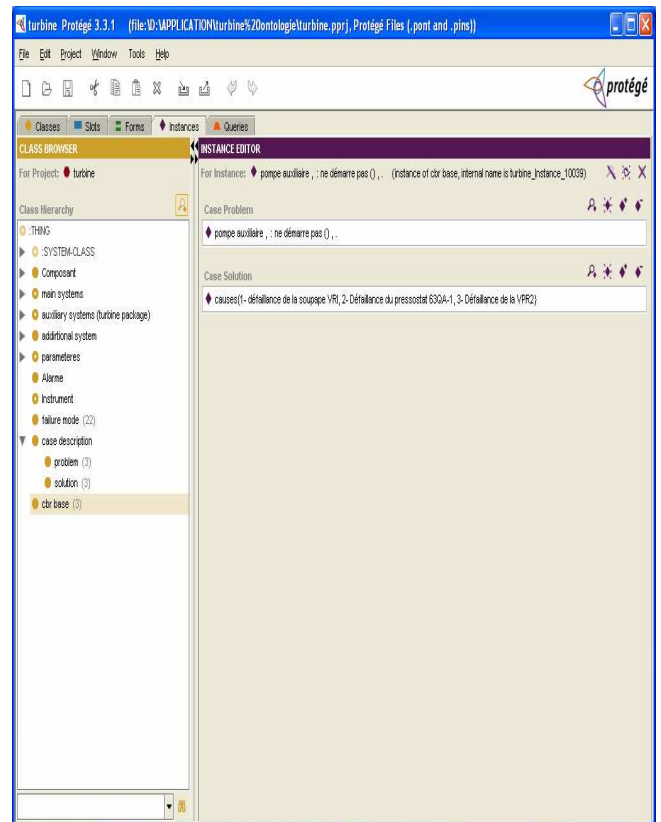 turbine Protégé 3.3.1 (file:\D:\APPLICATION\turbine%20ontologie\turbine.pprj, Protégé Files (.pont and .pins))
File Edit Project Window Tools Help
protégé
Classes Slots Forms Instances Queries
CLASS BROWSER
For Project: turbine
Class Hierarchy
:THING
:SYSTEM-CLASS
Composant
main systems
auxiliary systems (turbine package)
addirtional system
parameteres
Alarme
Instrument
failure mode (22)
case description
problem (3)
solution (3)
cbr base (3)
INSTANCE EDITOR
For Instance: pompe auxiliaire , : ne démarre pas () , . (instance of cbr base, internal name is turbine_Instance_10039)
Case Problem
pompe auxiliaire , : ne démarre pas () , .
Case Solution
causes(1- défaillance de la soupape VRI, 2- Défaillance du pressostat 63QA-1, 3- Défaillance de la VPR2)